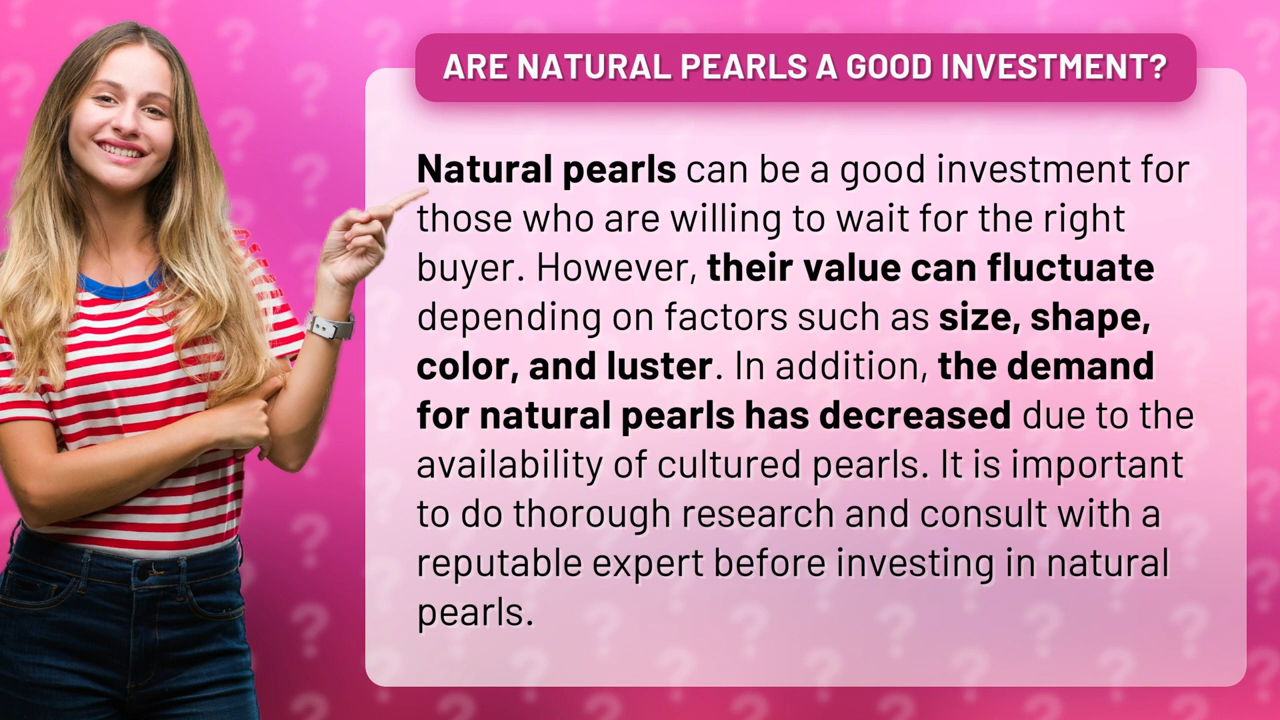 ARE NATURAL PEARLS A GOOD INVESTMENT?
Natural pearls can be a good investment for
those who are willing to wait for the right
buyer. However, their value can fluctuate
depending on factors such as size, shape,
color, and luster. In addition, the demand
for natural pearls has decreased due to the
availability of cultured pearls. It is important
to do thorough research and consult with a
reputable expert before investing in natural
pearls.